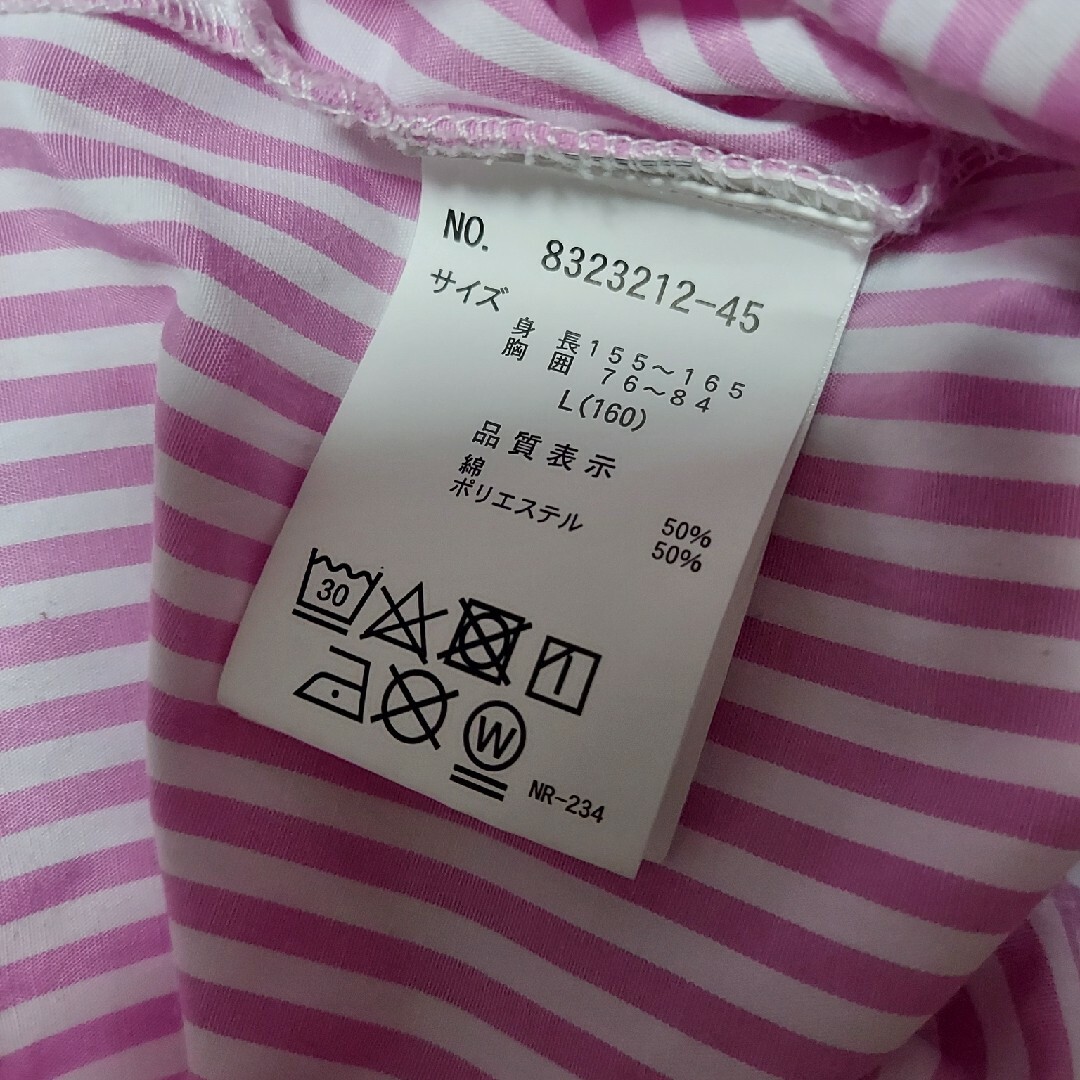 NO. 8323212-45
サイズ
身長155～165
胸囲 76～84
L(160)
品質表示
綿 50%
ポリエステル 50%
30
W
NR-234